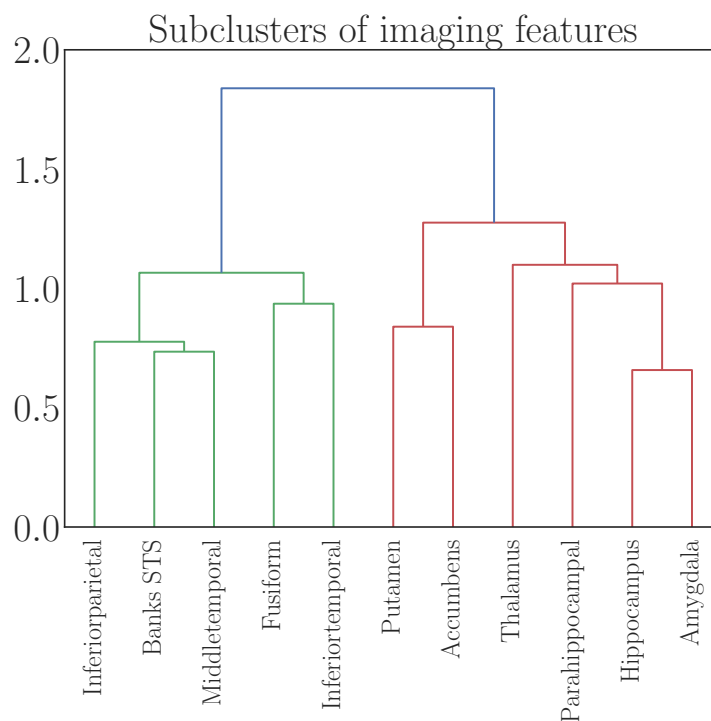 Subclusters of imaging features
2.0
1.5
1.0
0.5
0.0
Inferiorparietal
Banks STS
Middletemporal
Fusiform
Inferiortemporal
Putamen
Accumbens
Thalamus
Parahippocampal
Hippocampus
Amygdala